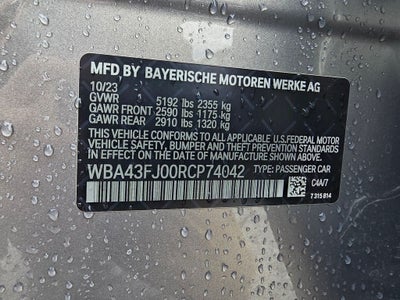 MFD BY BAYERISCHE MOTOREN WERKE AG
10/23
GVWR 5192 lbs 2355 kg
GAWR FRONT 2590 lbs 1175 kg
GAWR REAR 2910 lbs 1320 kg
THIS VEHICLE CONFORMS TO ALL APPLICABLE U.S. FEDERAL MOTOR
VEHICLE SAFETY, BUMPER, AND THEFT PREVENTION STANDARDS IN
EFFECT ON THE DATE OF MANUFACTURE SHOWN ABOVE.
WBA43FJ00RCP74042 TYPE: PASSENGER CAR
C4A/7
7 315 814